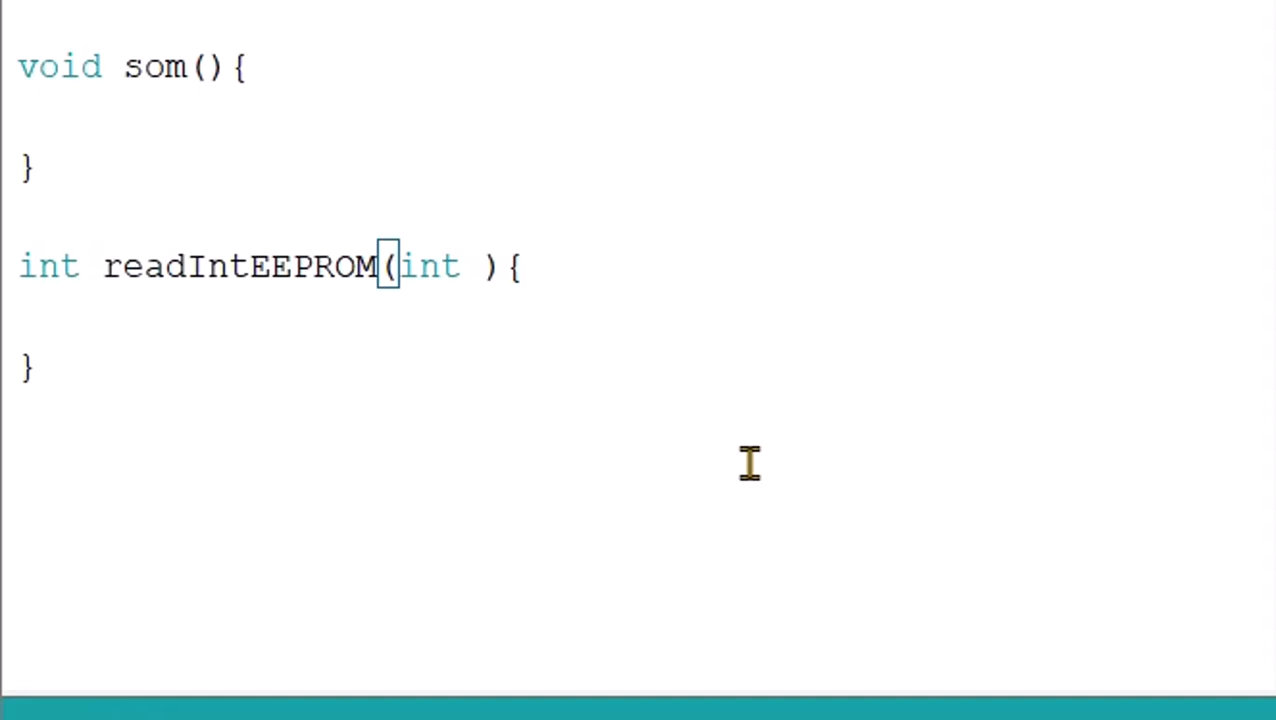 void som(){
}
int readIntEEPROM(int ){
}